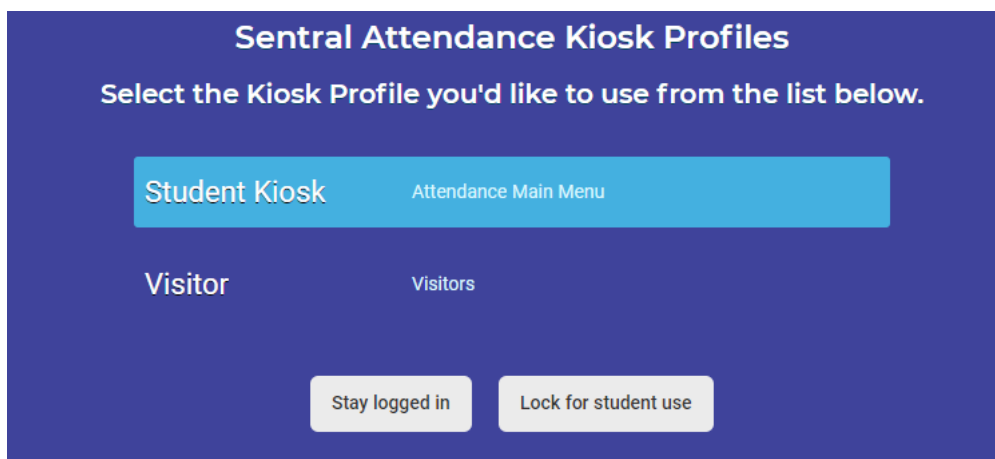 Sentral Attendance Kiosk Profiles
Select the Kiosk Profile you'd like to use from the list below.
Student Kiosk Attendance Main Menu
Visitor Visitors
Stay logged in Lock for student use